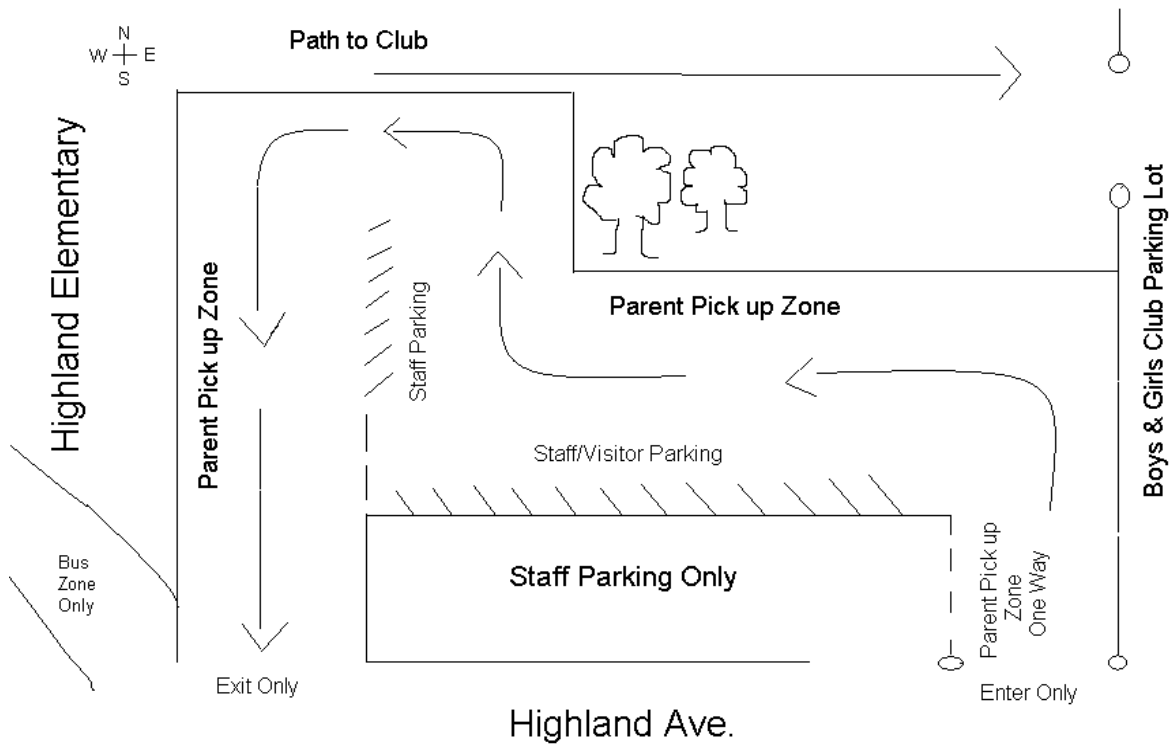 N
W E
S
Path to Club
Highland Elementary
Parent Pick up Zone
Staff Parking
Parent Pick up Zone
Boys & Girls Club Parking Lot
Staff/Visitor Parking
Bus
Zone
Only
Staff Parking Only
Parent Pick up
Zone
One Way
Exit Only
Enter Only
Highland Ave.